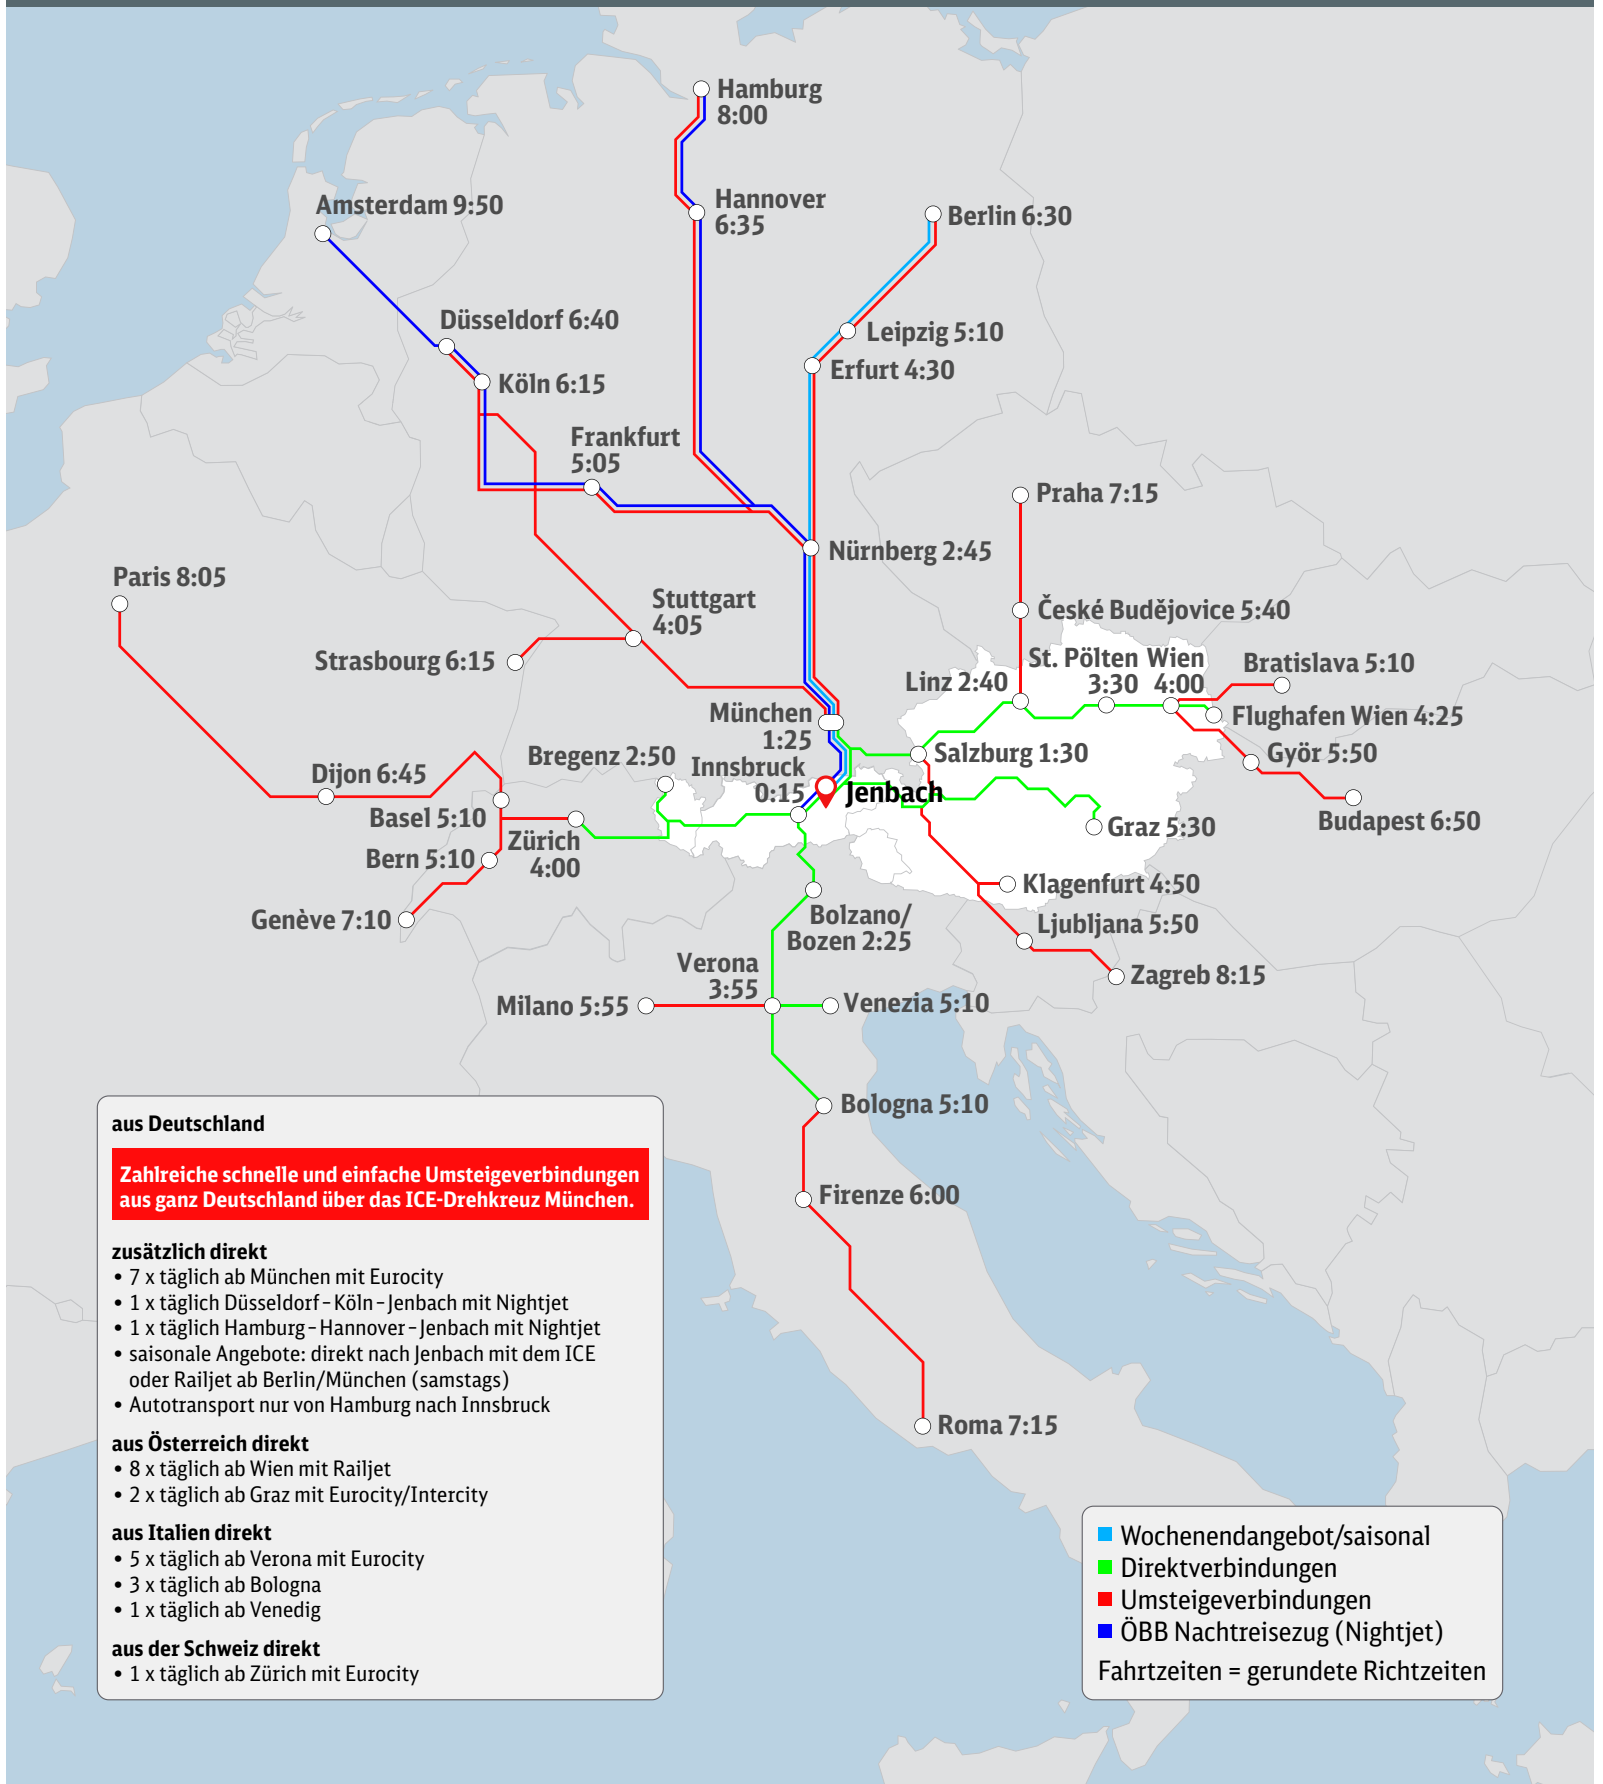 Hamburg
8:00
Hannover
6:35
Amsterdam 9:50
Berlin 6:30
Düsseldorf 6:40
Leipzig 5:10
Köln 6:15
Erfurt 4:30
Frankfurt
5:05
Praha 7:15
Nürnberg 2:45
Paris 8:05
Stuttgart
4:05
České Budějovice 5:40
Strasbourg 6:15
St. Pölten
3:30
Wien
4:00
Bratislava 5:10
Linz 2:40
München
1:25
Flughafen Wien 4:25
Bregenz 2:50
Innsbruck
0:15
Salzburg 1:30
Györ 5:50
Dijon 6:45
Jenbach
Basel 5:10
Zürich
4:00
Graz 5:30
Budapest 6:50
Bern 5:10
Klagenfurt 4:50
Genève 7:10
Bolzano/
Bozen 2:25
Ljubljana 5:50
Verona
3:55
Zagreb 8:15
Milano 5:55
Venezia 5:10
Bologna 5:10
Firenze 6:00
Roma 7:15
aus Deutschland
Zahlreiche schnelle und einfache Umsteigeverbindungen
aus ganz Deutschland über das ICE-Drehkreuz München.
zusätzlich direkt
• 7 x täglich ab München mit Eurocity
• 1 x täglich Düsseldorf – Köln – Jenbach mit Nightjet
• 1 x täglich Hamburg – Hannover – Jenbach mit Nightjet
• saisonale Angebote: direkt nach Jenbach mit dem ICE
oder Railjet ab Berlin/München (samstags)
• Autotransport nur von Hamburg nach Innsbruck
aus Österreich direkt
• 8 x täglich ab Wien mit Railjet
• 2 x täglich ab Graz mit Eurocity/Intercity
aus Italien direkt
• 5 x täglich ab Verona mit Eurocity
• 3 x täglich ab Bologna
• 1 x täglich ab Venedig
aus der Schweiz direkt
• 1 x täglich ab Zürich mit Eurocity
Wochenendangebot/saisonal
Direktverbindungen
Umsteigeverbindungen
ÖBB Nachtreisezug (Nightjet)
Fahrtzeiten = gerundete Richtzeiten